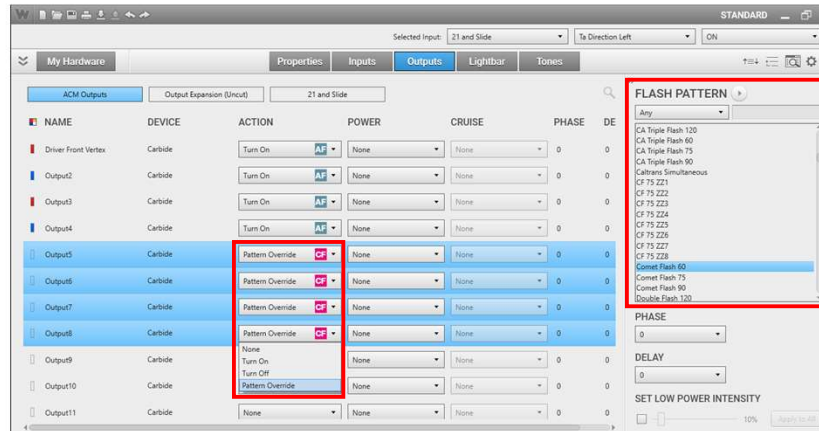 W STANDARD
Selected Input: 21 and Slide Ta Direction Left ON
My Hardware Properties Inputs Outputs Lightbar Tones
ACM Outputs Output Expansion (Uncut) 21 and Slide
NAME DEVICE ACTION POWER CRUISE PHASE DE
Driver Front Vertex Carbide Turn On AF None None 0 0
Output2 Carbide Turn On AF None None 0 0
Output3 Carbide Turn On AF None None 0 0
Output4 Carbide Turn On AF None None 0 0
Output5 Carbide Pattern Override CF None None 0 0
Output6 Carbide Pattern Override CF None None 0 0
Output7 Carbide Pattern Override CF None None 0 0
Output8 Carbide Pattern Override CF None None 0 0
None
Turn On
Turn Off
Pattern Override
Output9 Carbide None None 0 0
Output10 Carbide None None 0 0
Output11 Carbide None None None 0 0
FLASH PATTERN
Any
CA Triple Flash 120
CA Triple Flash 60
CA Triple Flash 75
CA Triple Flash 90
Caltrans Simultaneous
CF 75 ZZ1
CF 75 ZZ2
CF 75 ZZ3
CF 75 ZZ4
CF 75 ZZ5
CF 75 ZZ6
CF 75 ZZ7
CF 75 ZZ8
Comet Flash 60
Comet Flash 75
Comet Flash 90
Double Flash 120
PHASE
0
DELAY
0
SET LOW POWER INTENSITY
10% Apply to All